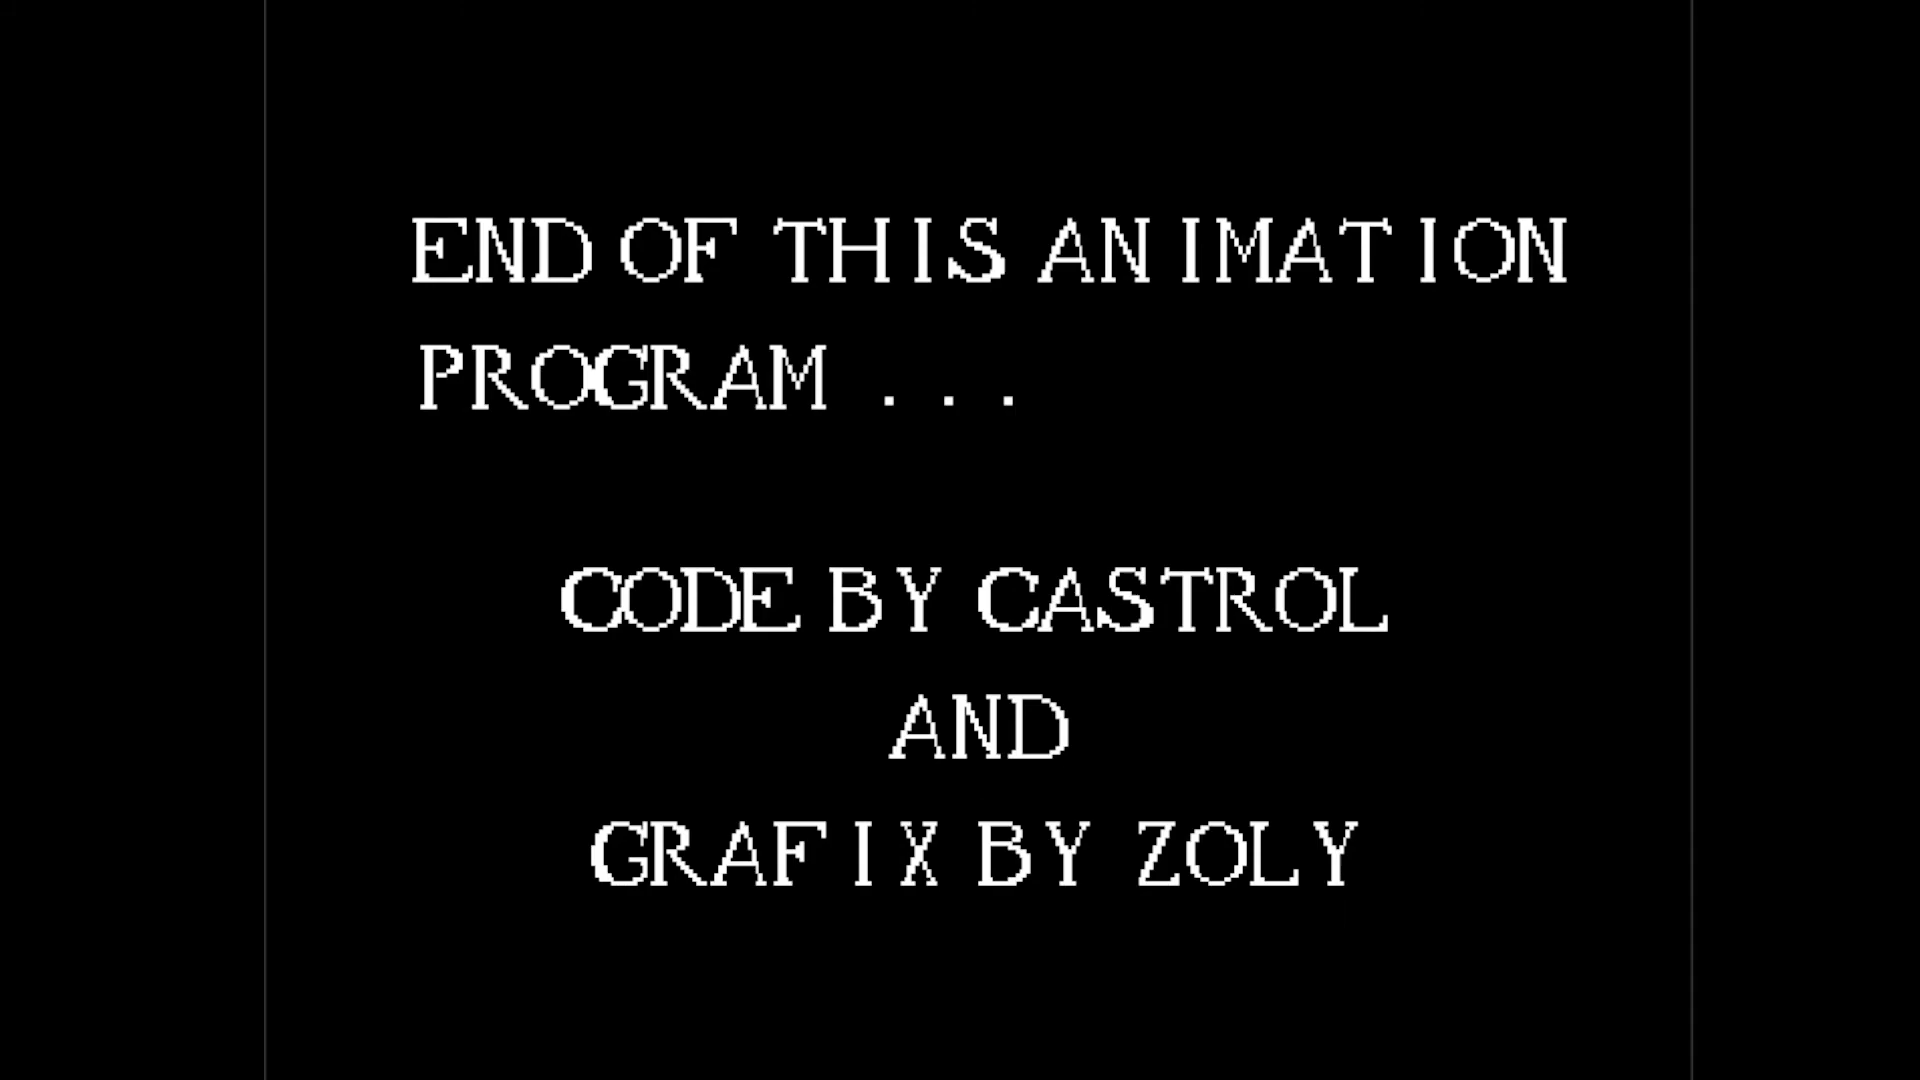 END OF THIS ANIMATION
PROGRAM ...
CODE BY CASTROL
AND
GRAFIX BY ZOLY